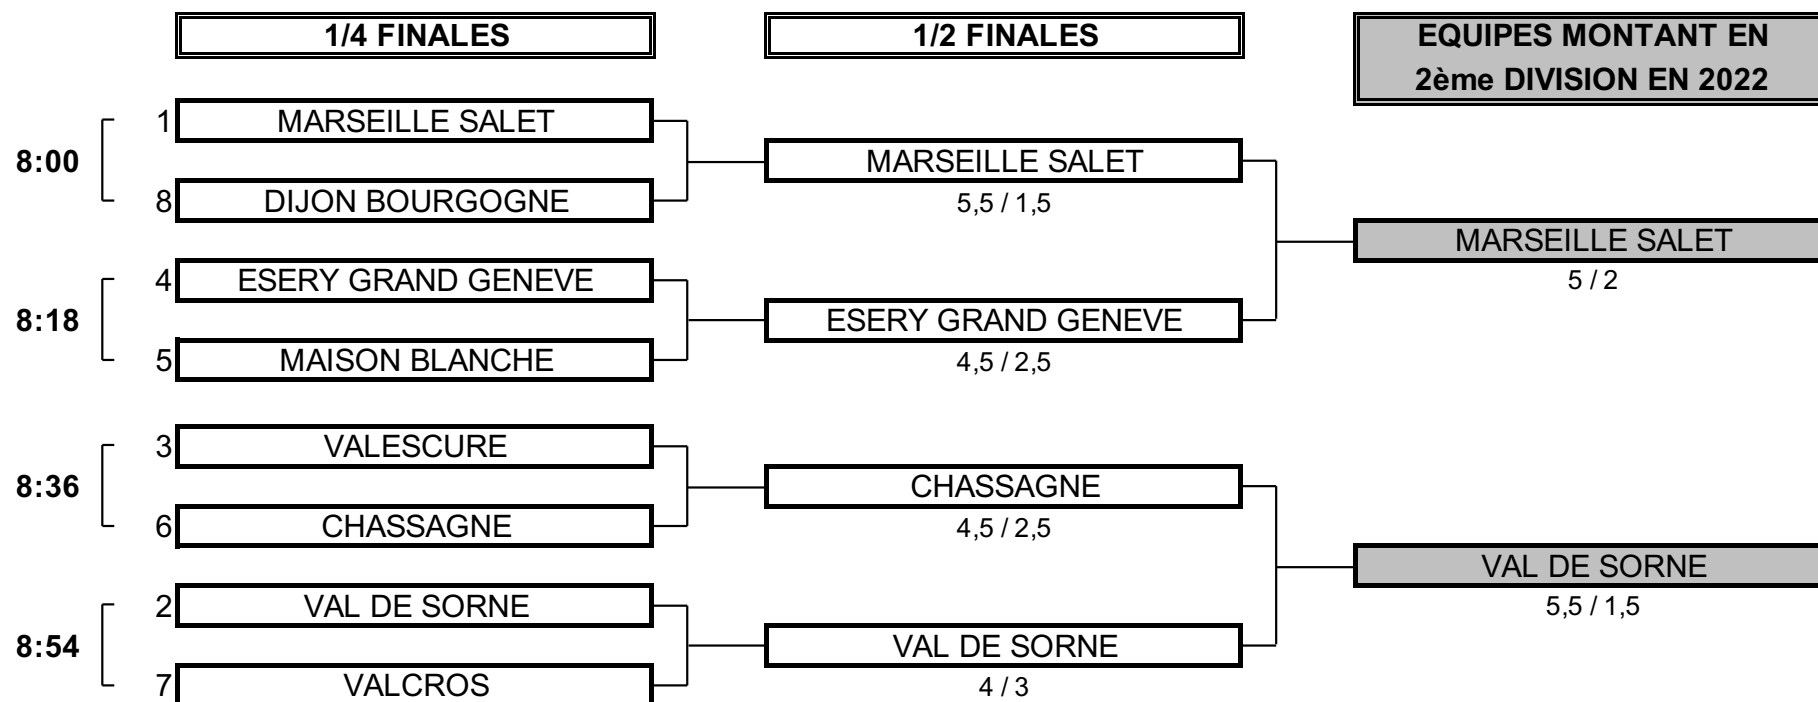 1/4 FINALES
1/2 FINALES
EQUIPES MONTANT EN
2ème DIVISION EN 2022
8:00
1 MARSEILLE SALET
8 DIJON BOURGOGNE
MARSEILLE SALET
5,5 / 1,5
8:18
4 ESERY GRAND GENEVE
5 MAISON BLANCHE
ESERY GRAND GENEVE
4,5 / 2,5
MARSEILLE SALET
5 / 2
8:36
3 VALESCURE
6 CHASSAGNE
CHASSAGNE
4,5 / 2,5
8:54
2 VAL DE SORNE
7 VALCROS
VAL DE SORNE
4 / 3
VAL DE SORNE
5,5 / 1,5